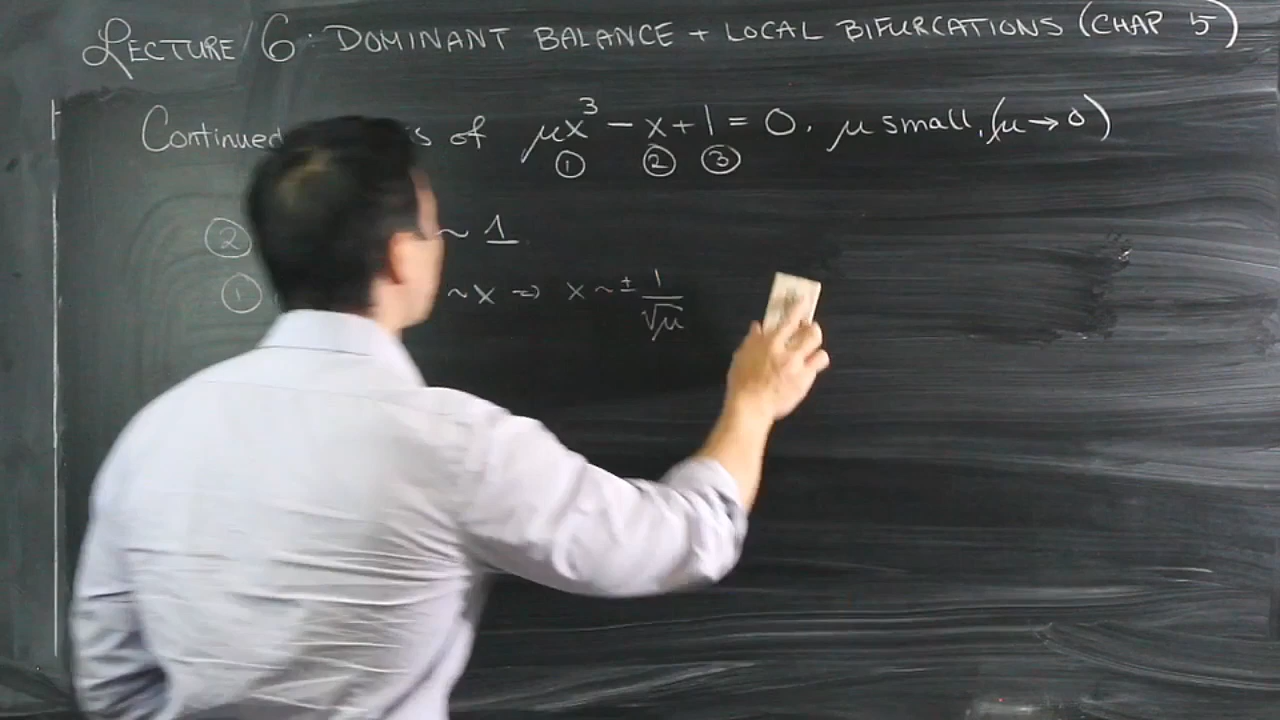 LECTURE 6: DOMINANT BALANCE + LOCAL BIFURCATIONS (CHAP 5)
Continued of μx³ - x + 1 = 0. μ small. (μ → 0)
① ② ③
② ~ 1
① ~ x ⇒ x ~ ± 1/√μ